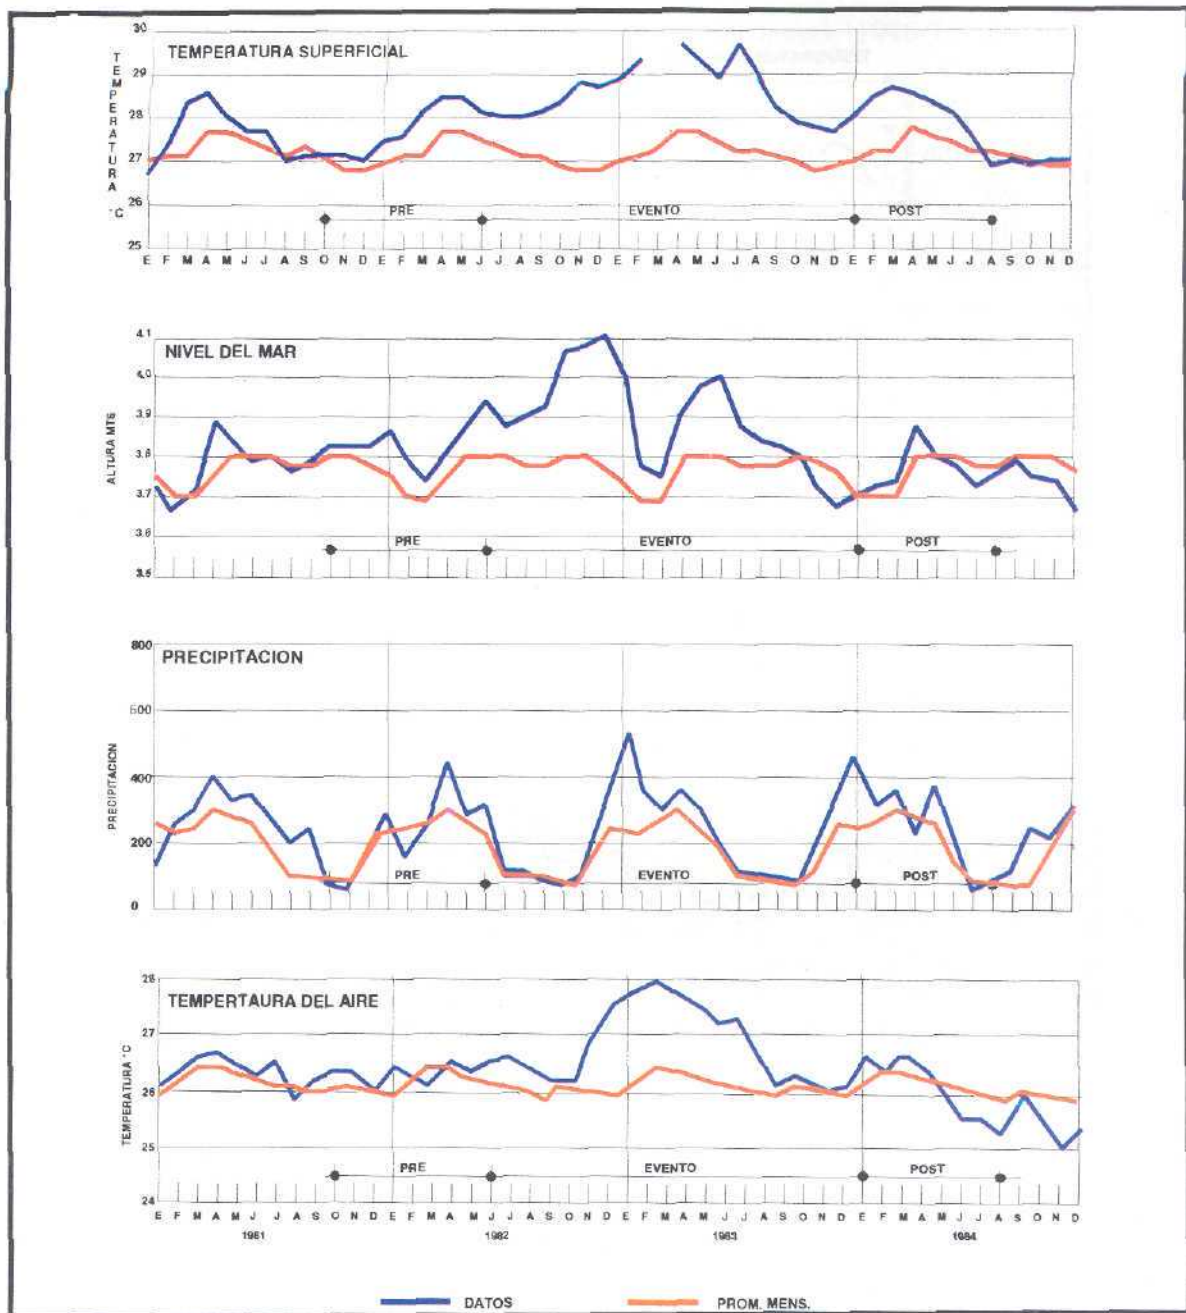 TEMPERATURA SUPERFICIAL
TEMPERATURA °C
30
29
28
27
26
25
PRE EVENTO POST
E F M A M J J A S O N D E F M A M J J A S O N D E F M A M J J A S O N D E F M A M J J A S O N D
NIVEL DEL MAR
ALTURA MTS
4.1
4.0
3.9
3.8
3.7
3.6
3.5
PRE EVENTO POST
PRECIPITACION
PRECIPITACION
800
600
400
200
0
PRE EVENTO POST
TEMPERTAURA DEL AIRE
TEMPERATURA °C
28
27
26
25
24
PRE EVENTO POST
E F M A M J J A S O N D E F M A M J J A S O N D E F M A M J J A S O N D E F M A M J J A S O N D
1981 1982 1983 1984
DATOS PROM. MENS.